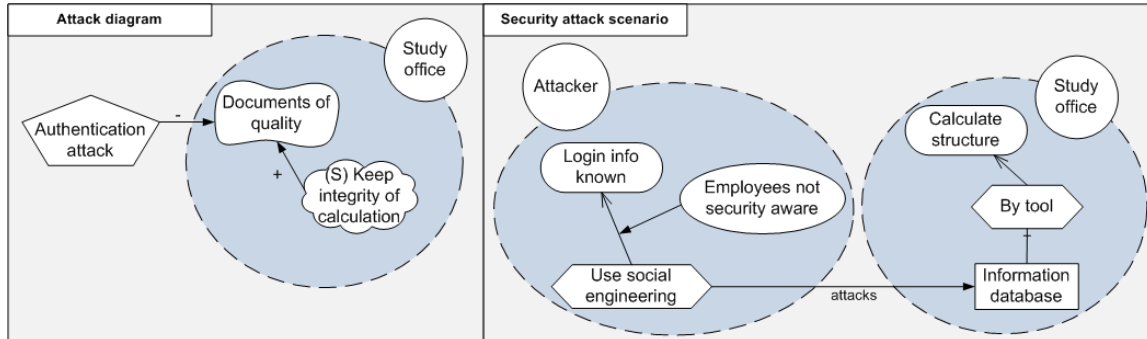 Attack diagram
Study
office
Documents of
quality
-
Authentication
attack
+
(S) Keep
integrity of
calculation
Security attack scenario
Attacker
Study
office
Calculate
structure
Login info
known
Employees not
security aware
By tool
Use social
engineering
attacks
Information
database